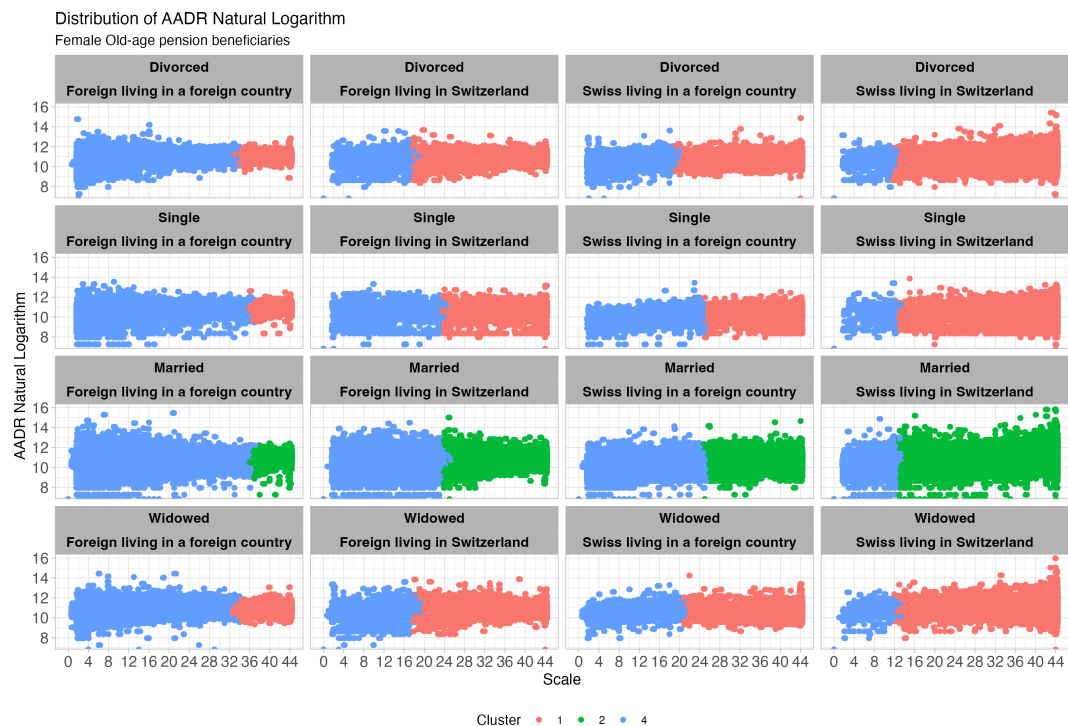 Distribution of AADR Natural Logarithm
Female Old-age pension beneficiaries
Divorced Divorced Divorced Divorced
Foreign living in a foreign country Foreign living in Switzerland Swiss living in a foreign country Swiss living in Switzerland
16
14
12
10
8
Single Single Single Single
Foreign living in a foreign country Foreign living in Switzerland Swiss living in a foreign country Swiss living in Switzerland
16
14
12
10
8
AADR Natural Logarithm
Married Married Married Married
Foreign living in a foreign country Foreign living in Switzerland Swiss living in a foreign country Swiss living in Switzerland
16
14
12
10
8
Widowed Widowed Widowed Widowed
Foreign living in a foreign country Foreign living in Switzerland Swiss living in a foreign country Swiss living in Switzerland
16
14
12
10
8
0 4 8 12 16 20 24 28 32 36 40 44 0 4 8 12 16 20 24 28 32 36 40 44 0 4 8 12 16 20 24 28 32 36 40 44 0 4 8 12 16 20 24 28 32 36 40 44
Scale
Cluster 1 2 4